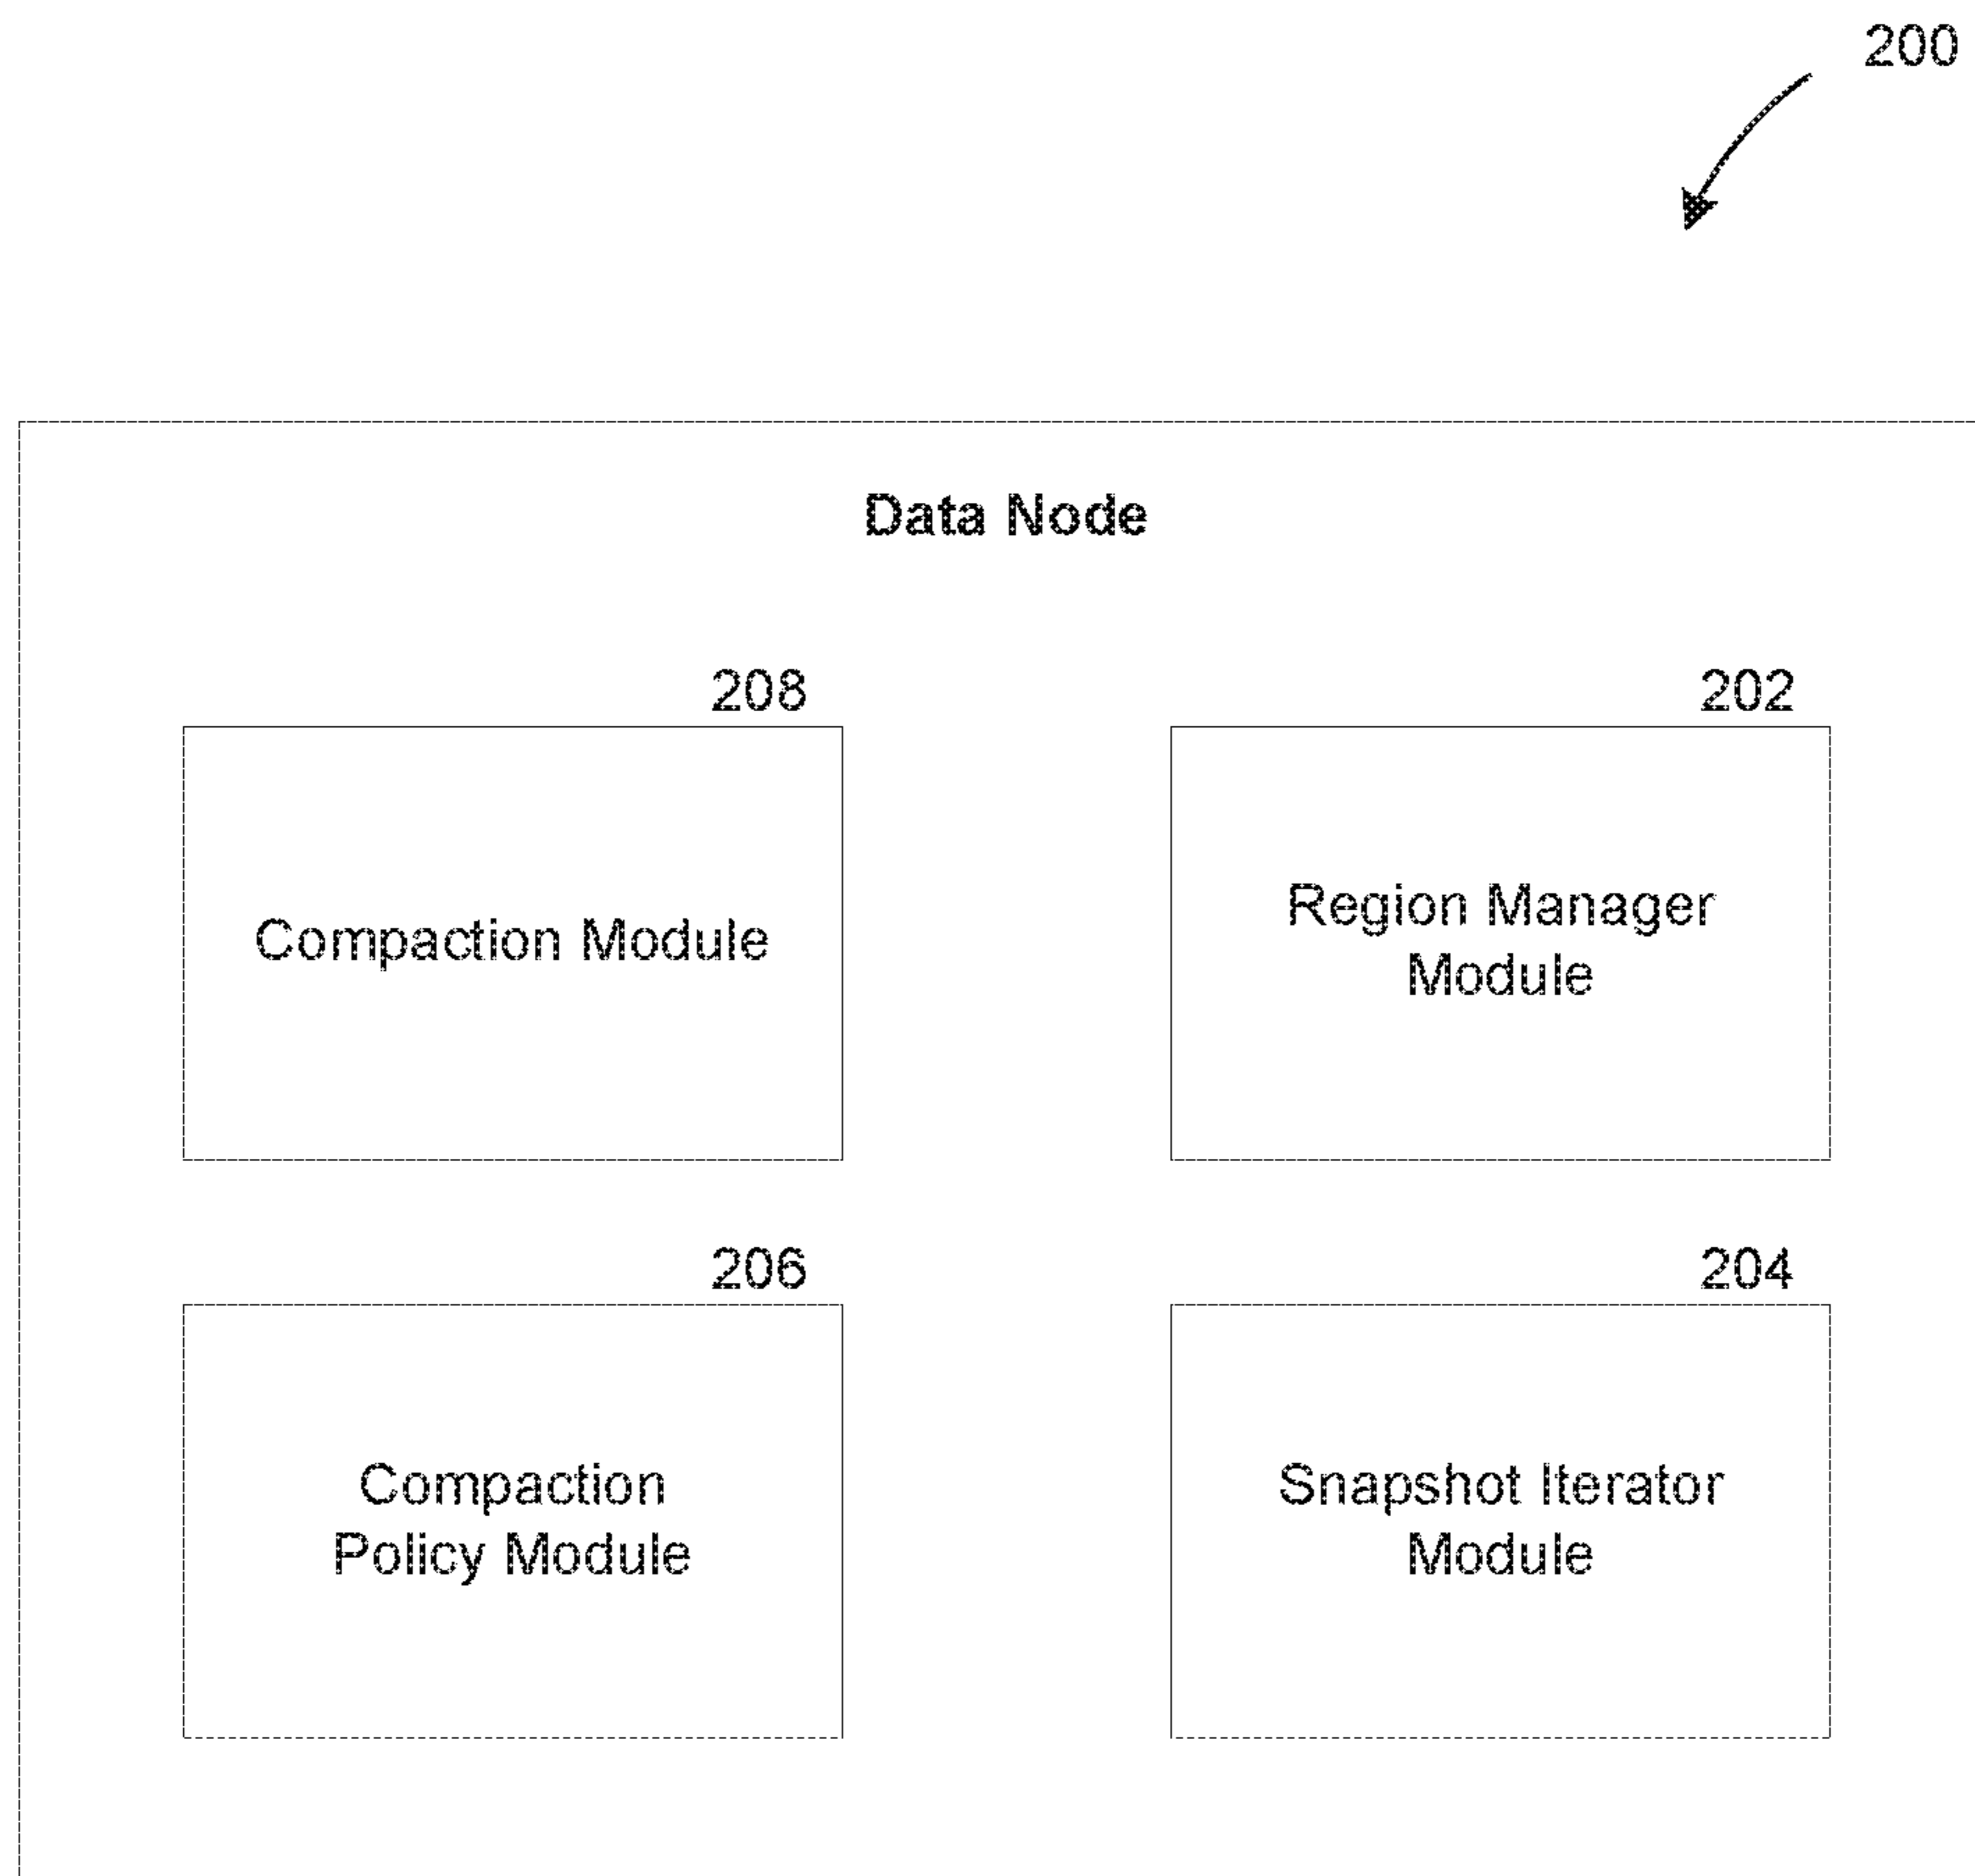 200
Data Node
208
202
Compaction Module
Region Manager
Module
206
204
Compaction
Policy Module
Snapshot Iterator
Module